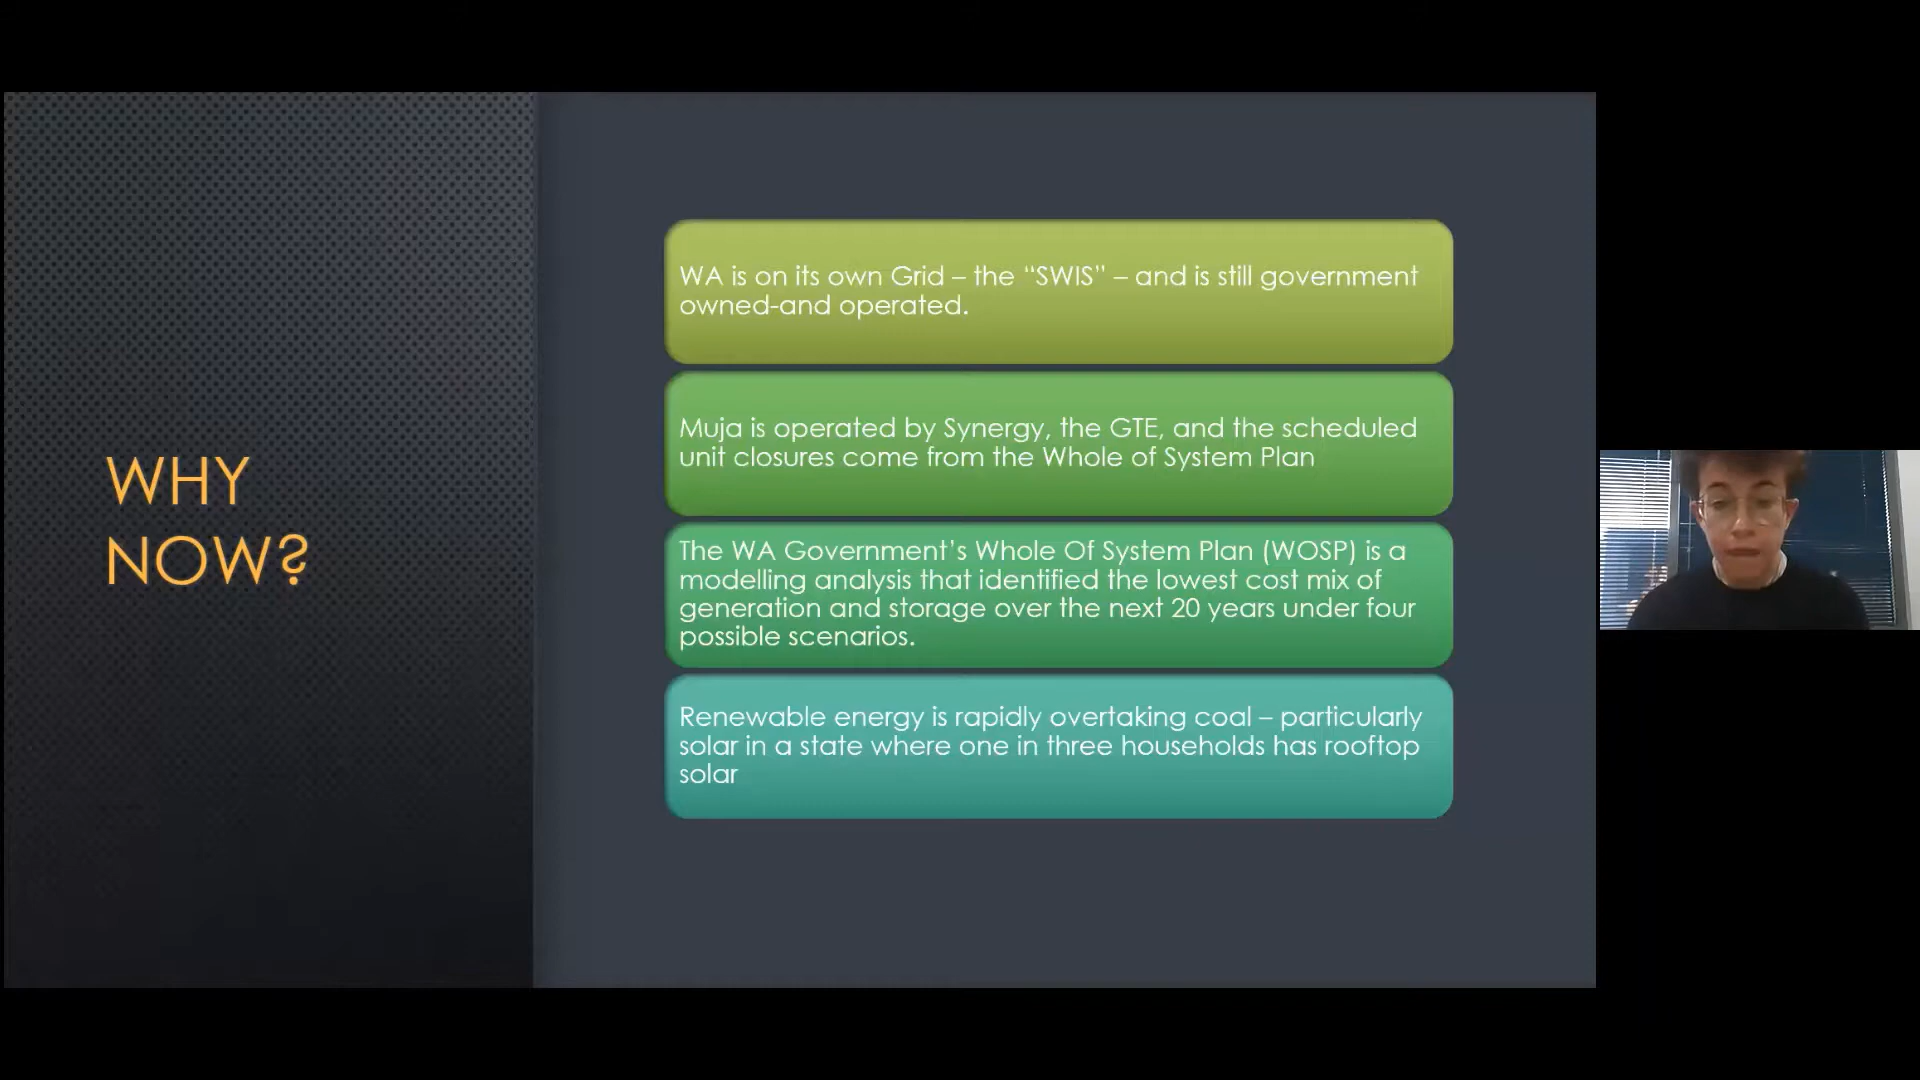 WHY
NOW?
WA is on its own Grid – the “SWIS” – and is still government
owned-and operated.
Muja is operated by Synergy, the GTE, and the scheduled
unit closures come from the Whole of System Plan
The WA Government’s Whole Of System Plan (WOSP) is a
modelling analysis that identified the lowest cost mix of
generation and storage over the next 20 years under four
possible scenarios.
Renewable energy is rapidly overtaking coal – particularly
solar in a state where one in three households has rooftop
solar